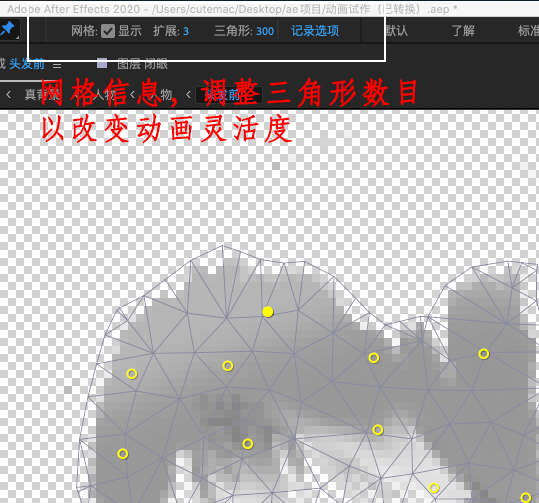 Adobe After Effects 2020 - /Users/cutemac/Desktop/ae项目/动画试作（已转换）.aep *
网格: 显示 扩展: 3 三角形: 300 记录选项 默认 了解 标准
成 头发前 图层 闭眼
真背景 人物 人物 头发前
网格信息，调整三角形数目
以改变动画灵活度